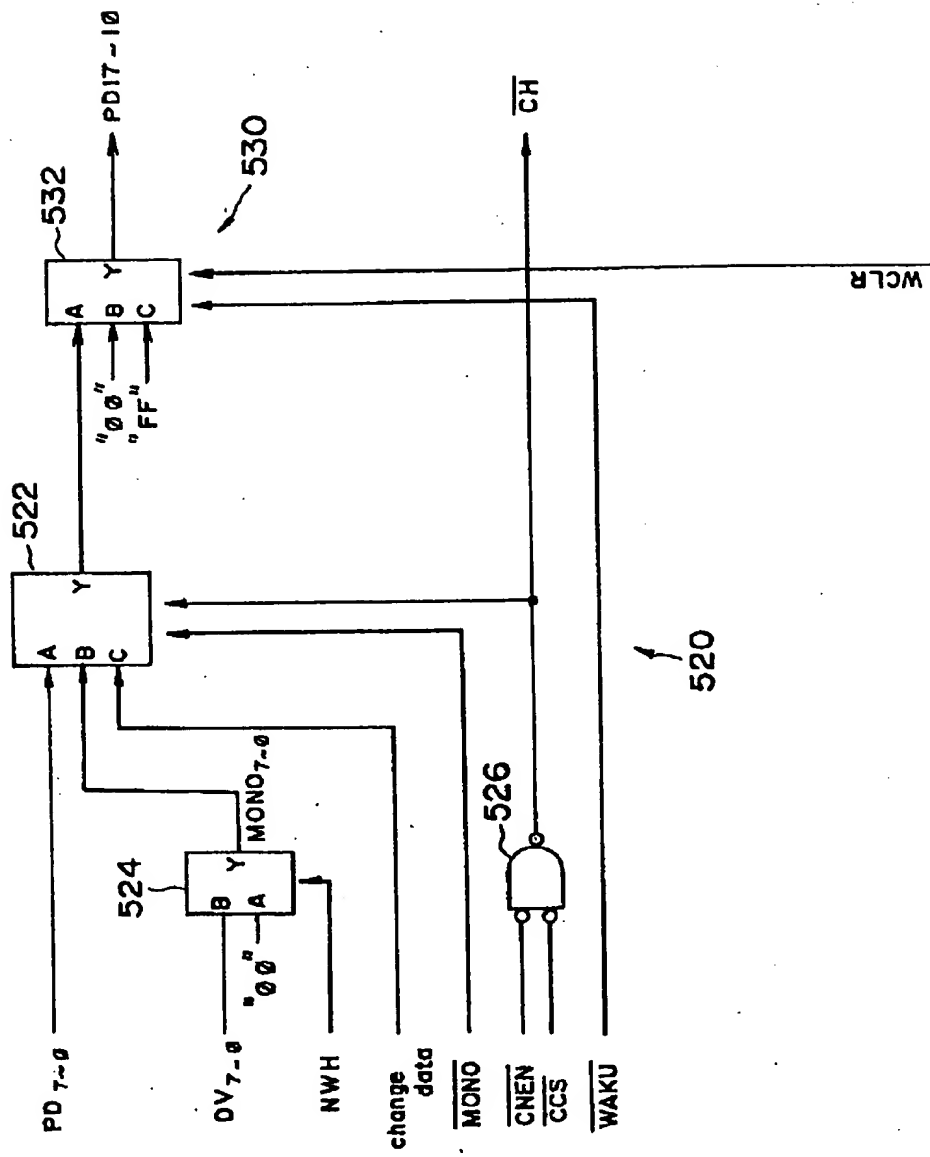 PD17-10
532
530
A
B
C
Y
"00"
"FF"
CH
WCLR
522
A
B
C
Y
520
MONO7~0
524
B
A
Y
"00"
526
PD7~0
DV7-0
NWH
change
data
MONO
CNEN
CCS
WAKU